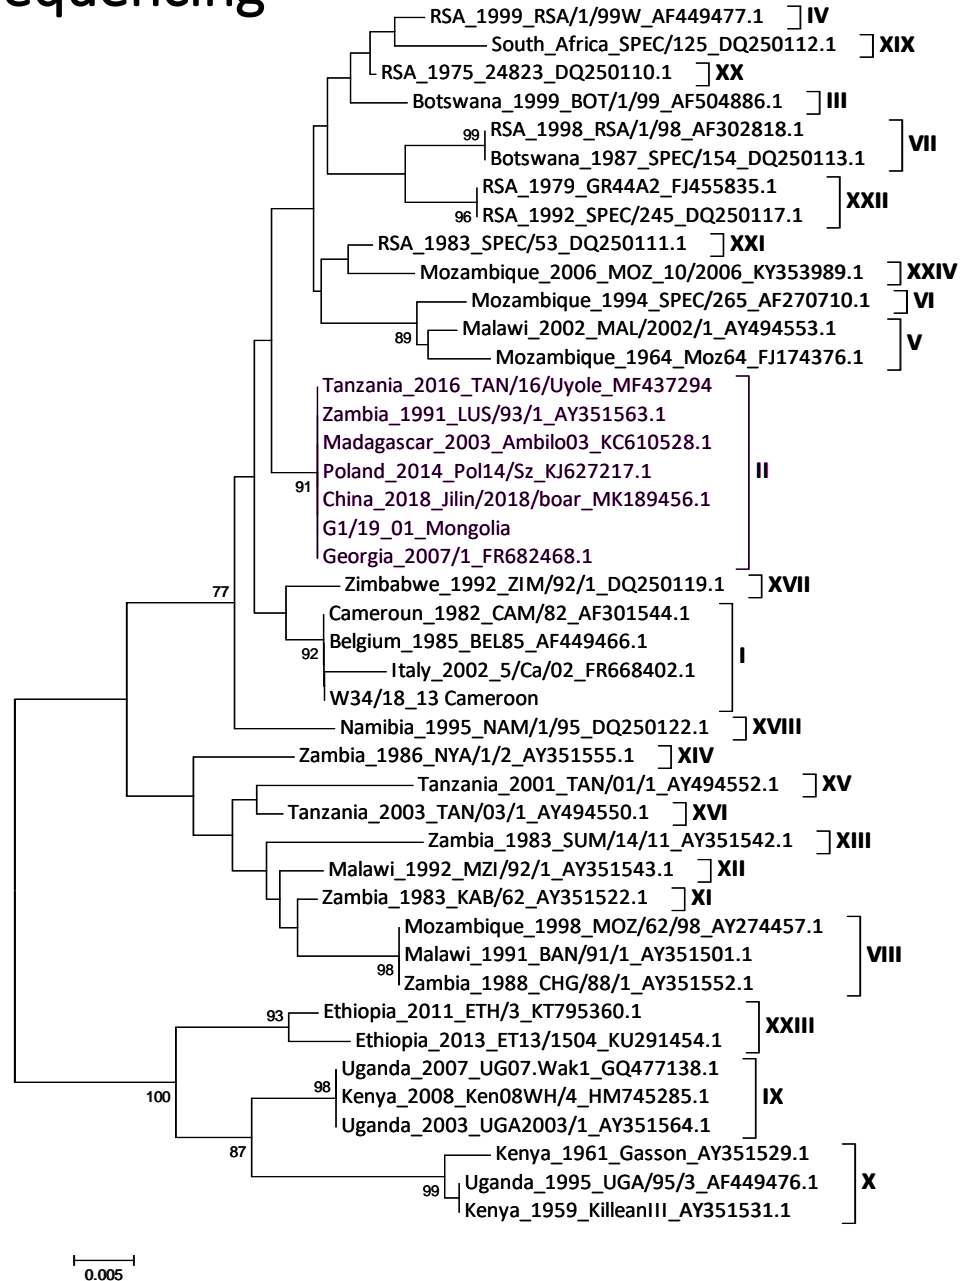 equencing
RSA_1999_RSA/1/99W_AF449477.1 IV
South_Africa_SPEC/125_DQ250112.1 XIX
RSA_1975_24823_DQ250110.1 XX
Botswana_1999_BOT/1/99_AF504886.1 III
99 RSA_1998_RSA/1/98_AF302818.1
VII
Botswana_1987_SPEC/154_DQ250113.1
RSA_1979_GR44A2_FJ455835.1
XXII
96 RSA_1992_SPEC/245_DQ250117.1
RSA_1983_SPEC/53_DQ250111.1 XXI
Mozambique_2006_MOZ_10/2006_KY353989.1 XXIV
Mozambique_1994_SPEC/265_AF270710.1 VI
89 Malawi_2002_MAL/2002/1_AY494553.1
V
Mozambique_1964_Moz64_FJ174376.1
Tanzania_2016_TAN/16/Uyole_MF437294
Zambia_1991_LUS/93/1_AY351563.1
Madagascar_2003_Ambilo03_KC610528.1
Poland_2014_Pol14/Sz_KJ627217.1 II
91
China_2018_Jilin/2018/boar_MK189456.1
G1/19_01_Mongolia
Georgia_2007/1_FR682468.1
77 Zimbabwe_1992_ZIM/92/1_DQ250119.1 XVII
Cameroun_1982_CAM/82_AF301544.1
Belgium_1985_BEL85_AF449466.1
92 I
Italy_2002_5/Ca/02_FR668402.1
W34/18_13 Cameroon
Namibia_1995_NAM/1/95_DQ250122.1 XVIII
Zambia_1986_NYA/1/2_AY351555.1 XIV
Tanzania_2001_TAN/01/1_AY494552.1 XV
Tanzania_2003_TAN/03/1_AY494550.1 XVI
Zambia_1983_SUM/14/11_AY351542.1 XIII
Malawi_1992_MZI/92/1_AY351543.1 XII
Zambia_1983_KAB/62_AY351522.1 XI
Mozambique_1998_MOZ/62/98_AY274457.1
Malawi_1991_BAN/91/1_AY351501.1 VIII
98 Zambia_1988_CHG/88/1_AY351552.1
93 Ethiopia_2011_ETH/3_KT795360.1
XXIII
Ethiopia_2013_ET13/1504_KU291454.1
Uganda_2007_UG07.Wak1_GQ477138.1
98
100 Kenya_2008_Ken08WH/4_HM745285.1 IX
Uganda_2003_UGA2003/1_AY351564.1
87 Kenya_1961_Gasson_AY351529.1
99 Uganda_1995_UGA/95/3_AF449476.1 X
Kenya_1959_KilleanIII_AY351531.1
0.005